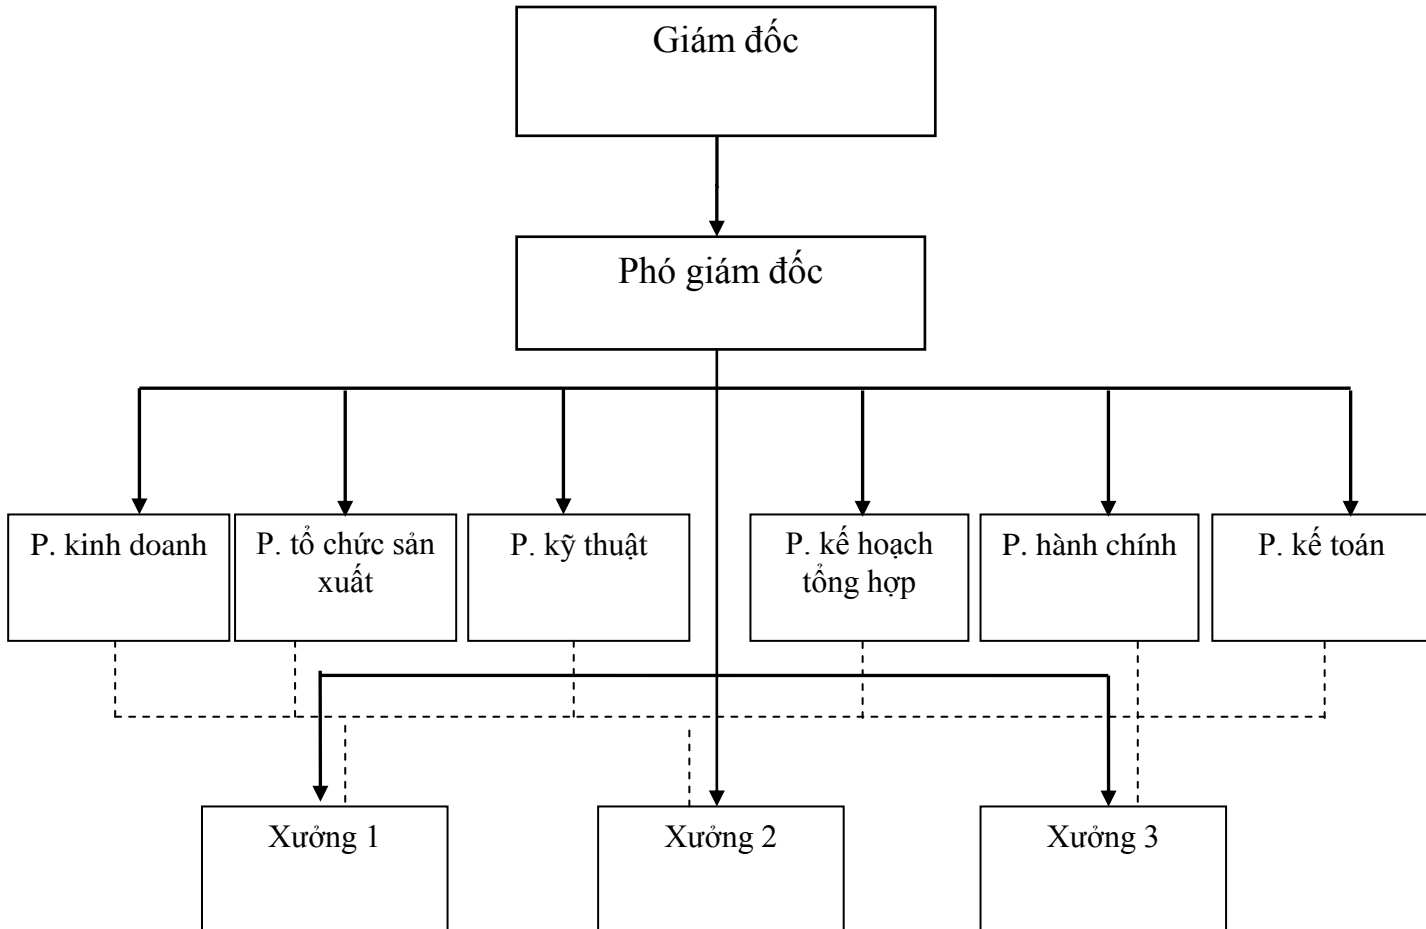 Giám đốc
Phó giám đốc
P. kinh doanh
P. tổ chức sản
xuất
P. kỹ thuật
P. kế hoạch
tổng hợp
P. hành chính
P. kế toán
Xưởng 1
Xưởng 2
Xưởng 3